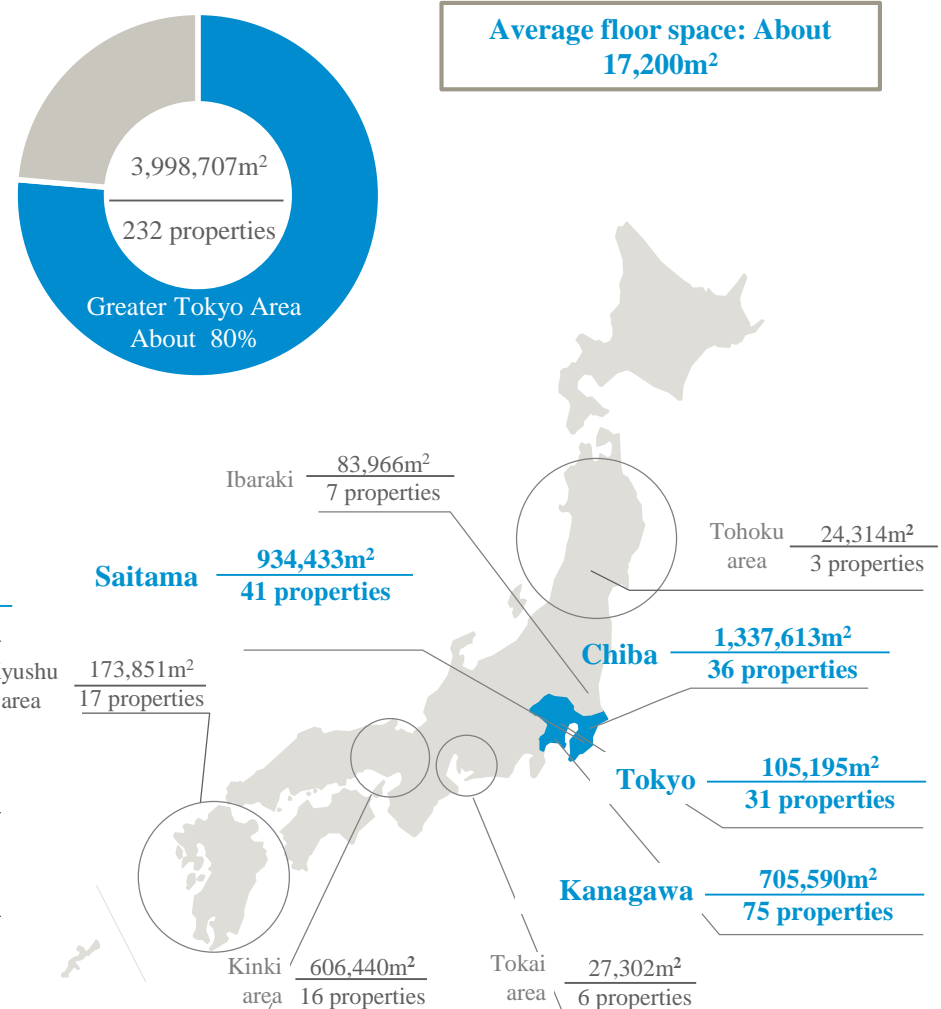 Average floor space: About
17,200m²
3,998,707m²
232 properties
Greater Tokyo Area
About 80%
Ibaraki
83,966m²
7 properties
Tohoku
area
24,314m²
3 properties
Saitama
934,433m²
41 properties
Chiba
1,337,613m²
36 properties
yushu
area
173,851m²
17 properties
Tokyo
105,195m²
31 properties
Kanagawa
705,590m²
75 properties
Kinki
area
606,440m²
16 properties
Tokai
area
27,302m²
6 properties